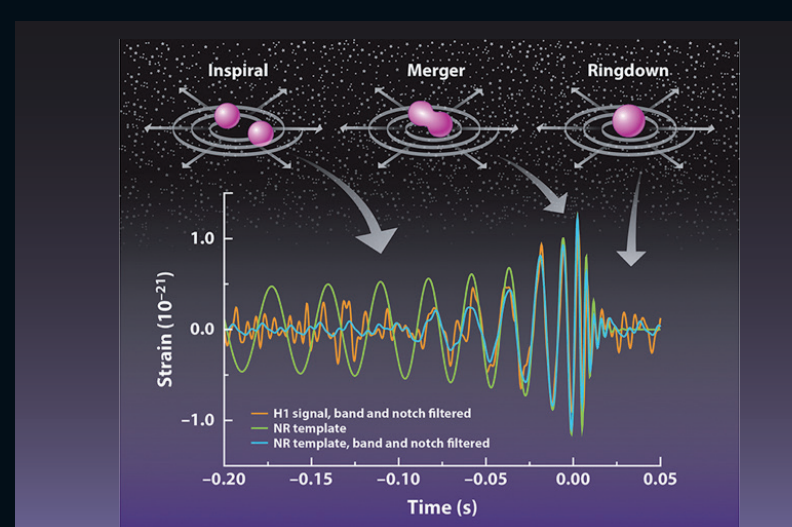 Inspiral Merger Ringdown
1.0
0.0
−1.0
Strain (10⁻²¹)
H1 signal, band and notch filtered
NR template
NR template, band and notch filtered
−0.20 −0.15 −0.10 −0.05 0.00 0.05
Time (s)